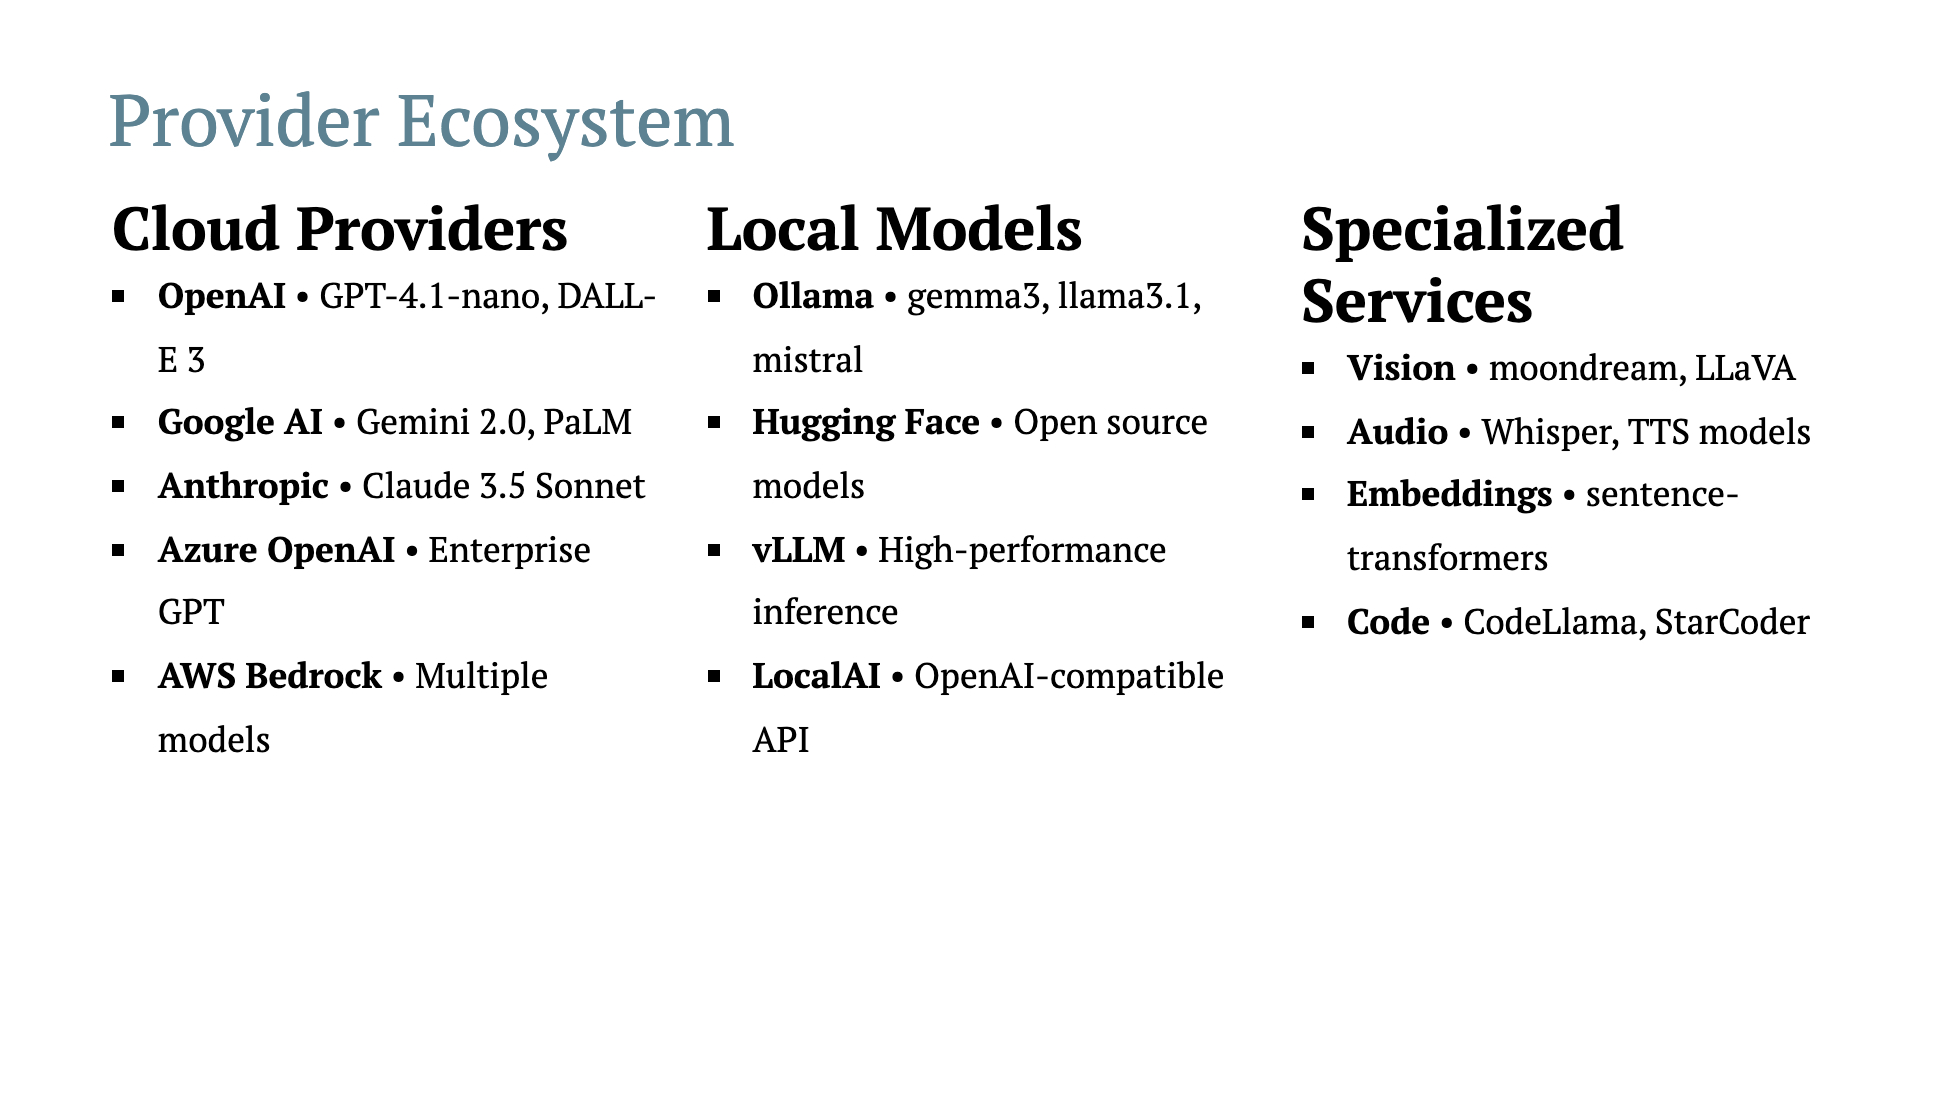 Provider Ecosystem
Cloud Providers
▪ OpenAI • GPT-4.1-nano, DALL-
E 3
▪ Google AI • Gemini 2.0, PaLM
▪ Anthropic • Claude 3.5 Sonnet
▪ Azure OpenAI • Enterprise
GPT
▪ AWS Bedrock • Multiple
models
Local Models
▪ Ollama • gemma3, llama3.1,
mistral
▪ Hugging Face • Open source
models
▪ vLLM • High-performance
inference
▪ LocalAI • OpenAI-compatible
API
Specialized
Services
▪ Vision • moondream, LLaVA
▪ Audio • Whisper, TTS models
▪ Embeddings • sentence-
transformers
▪ Code • CodeLlama, StarCoder